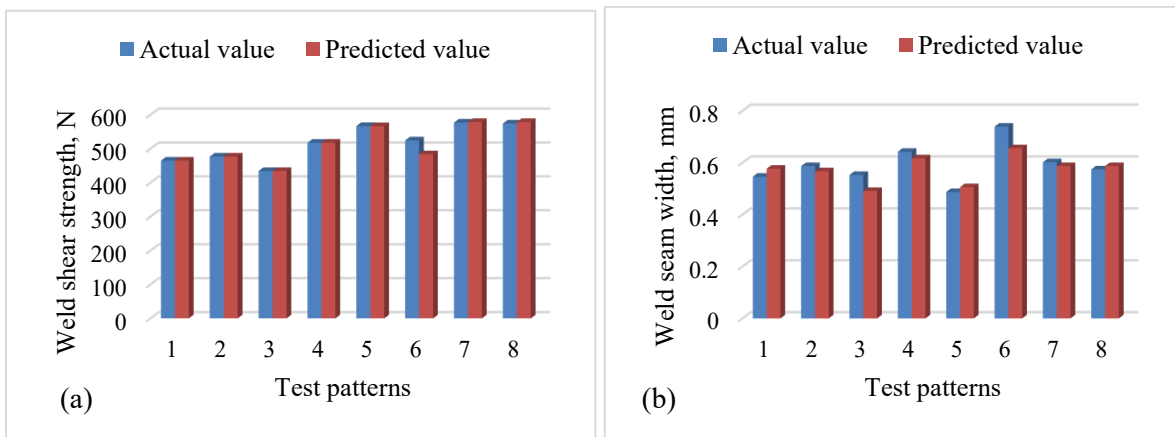 Actual value Predicted value
Weld shear strength, N
600
500
400
300
200
100
0
1 2 3 4 5 6 7 8
Test patterns
(a)
Actual value Predicted value
Weld seam width, mm
0.8
0.6
0.4
0.2
0
1 2 3 4 5 6 7 8
Test patterns
(b)